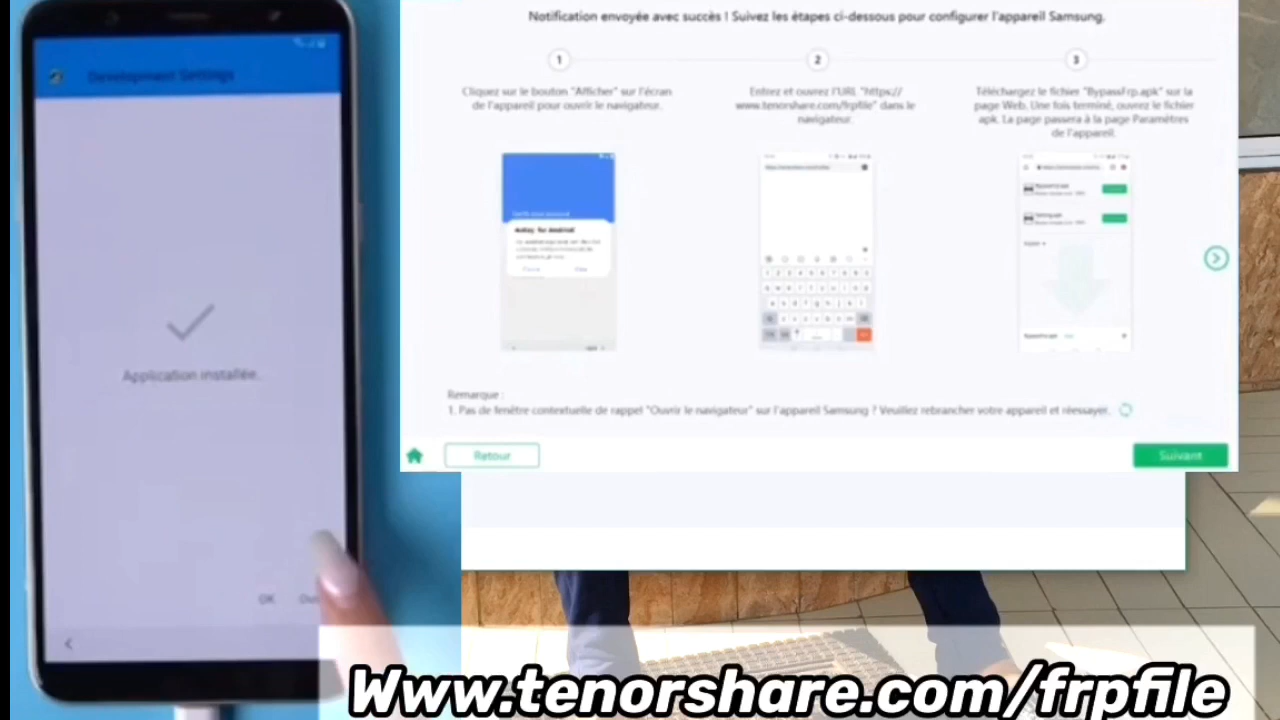 Development Settings
Application installée.
OK
Notification envoyée avec succès ! Suivez les étapes ci-dessous pour configurer l'appareil Samsung.
1
Cliquez sur le bouton "Afficher" sur l'écran
de l'appareil pour ouvrir le navigateur.
2
Entrez et ouvrez l'URL "https://
www.tenorshare.com/frpfile" dans le
navigateur.
3
Téléchargez le fichier "BypassFrp.apk" sur la
page Web. Une fois terminé, ouvrez le fichier
apk. La page passera à la page Paramètres
de l'appareil.
Remarque :
1. Pas de fenêtre contextuelle de rappel "Ouvrir le navigateur" sur l'appareil Samsung ? Veuillez rebrancher votre appareil et réessayer.
Retour
Suivant
Www.tenorshare.com/frpfile